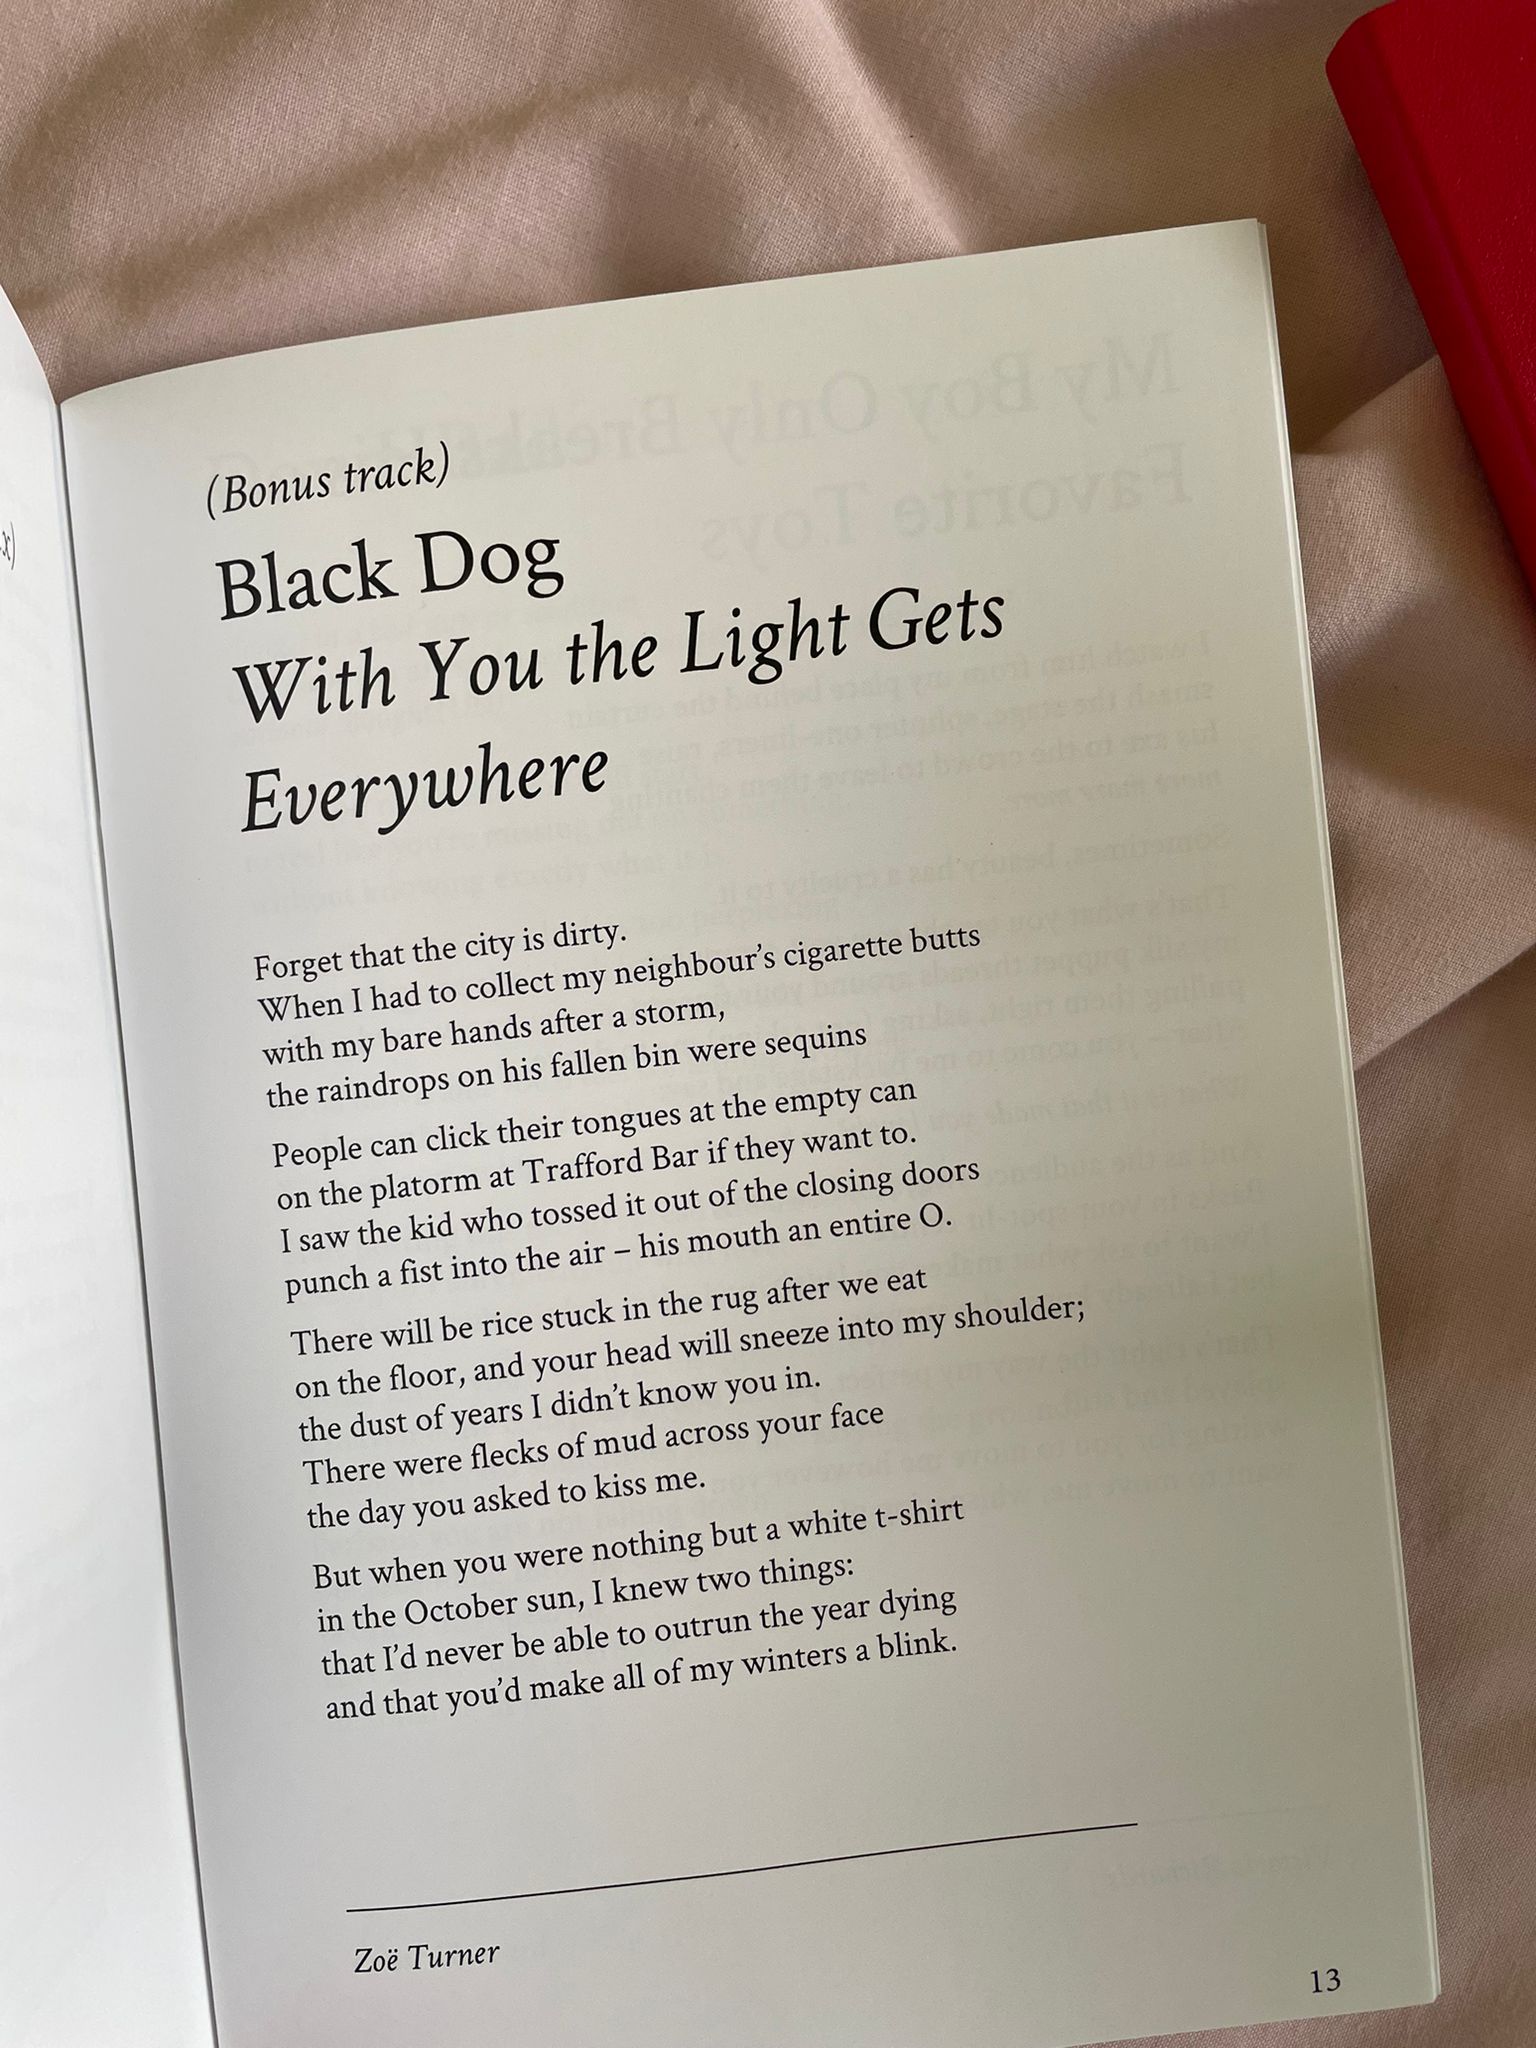 (Bonus track)
Black Dog
With You the Light Gets
Everywhere
Forget that the city is dirty.
When I had to collect my neighbour's cigarette butts
with my bare hands after a storm,
the raindrops on his fallen bin were sequins
People can click their tongues at the empty can
on the platorm at Trafford Bar if they want to.
I saw the kid who tossed it out of the closing doors
punch a fist into the air – his mouth an entire O.
There will be rice stuck in the rug after we eat
on the floor, and your head will sneeze into my shoulder;
the dust of years I didn't know you in.
There were flecks of mud across your face
the day you asked to kiss me.
But when you were nothing but a white t-shirt
in the October sun, I knew two things:
that I'd never be able to outrun the year dying
and that you'd make all of my winters a blink.
Zoë Turner
13